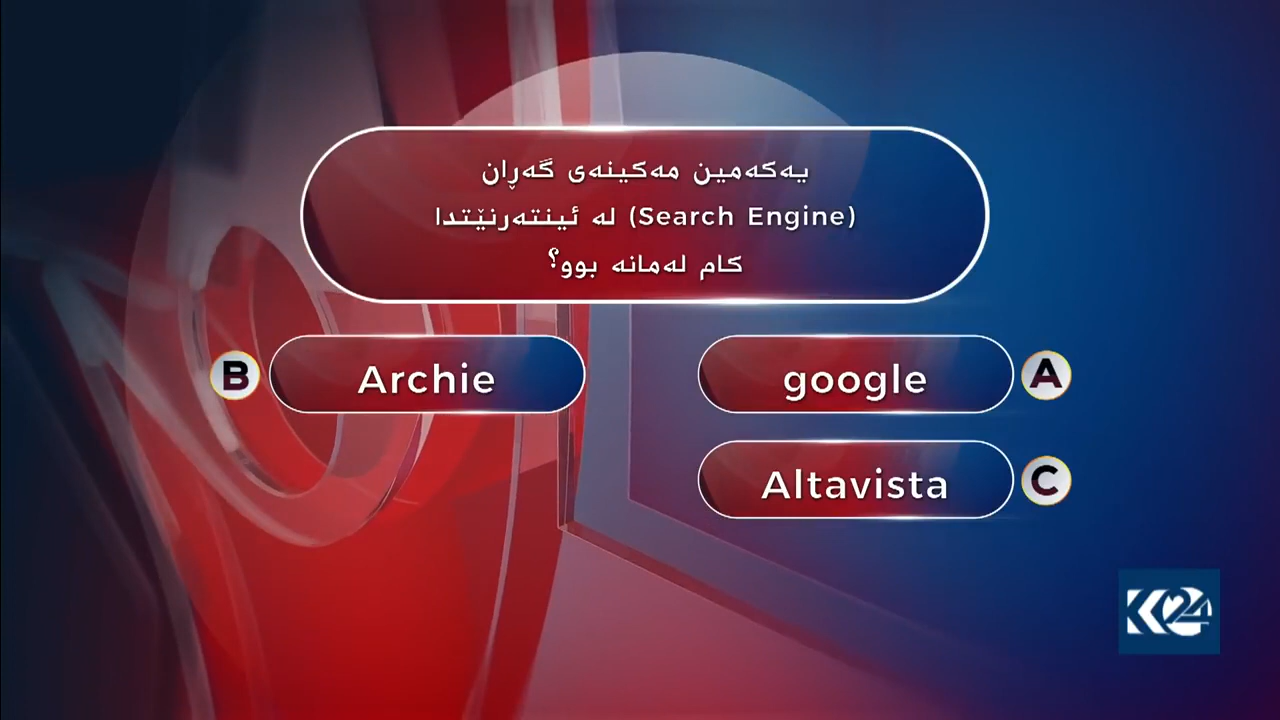 یەکەمین مەکینەی گەڕان
(Search Engine) لە ئینتەرنێتدا
کام لەمانە بوو؟
A google
B Archie
C Altavista
K24